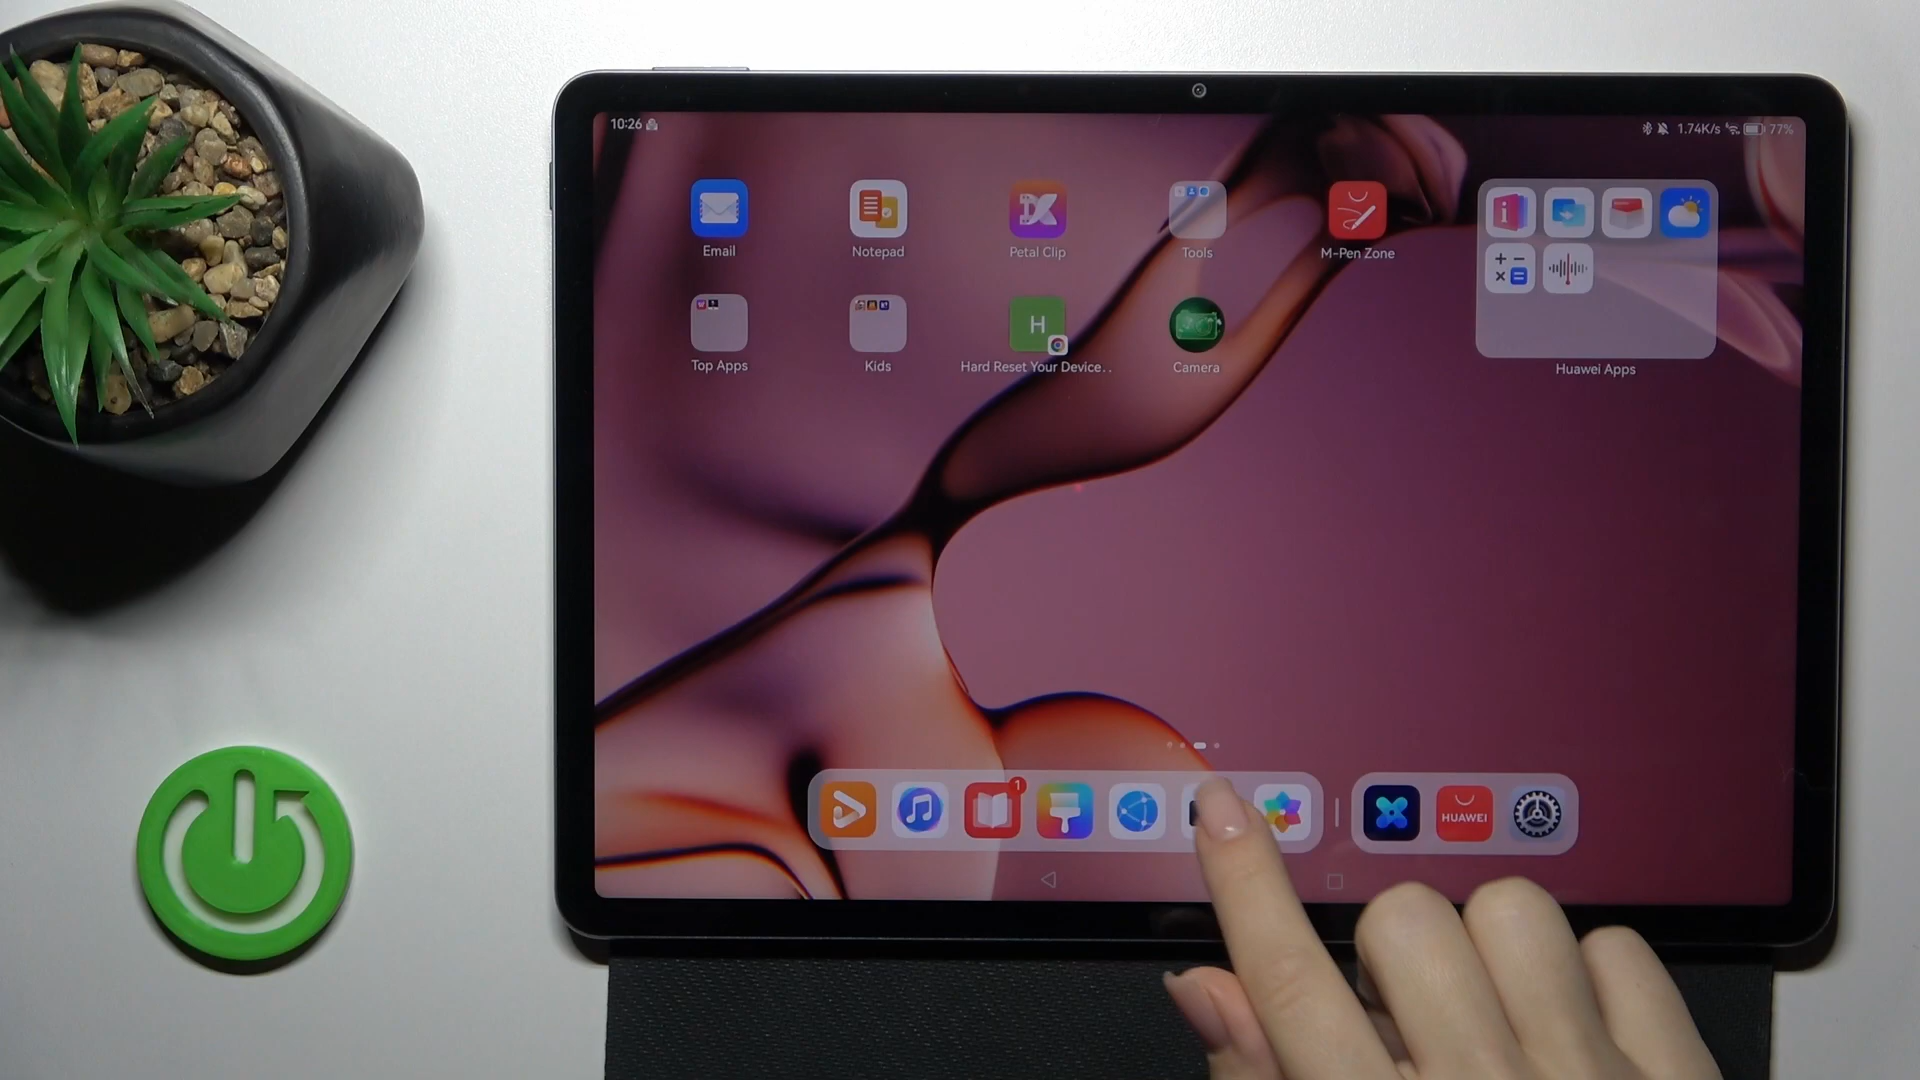 10:26
1.74K/s 77%
Email
Notepad
Petal Clip
Tools
M-Pen Zone
Top Apps
Kids
H
Hard Reset Your Device..
Camera
Huawei Apps
1
HUAWEI